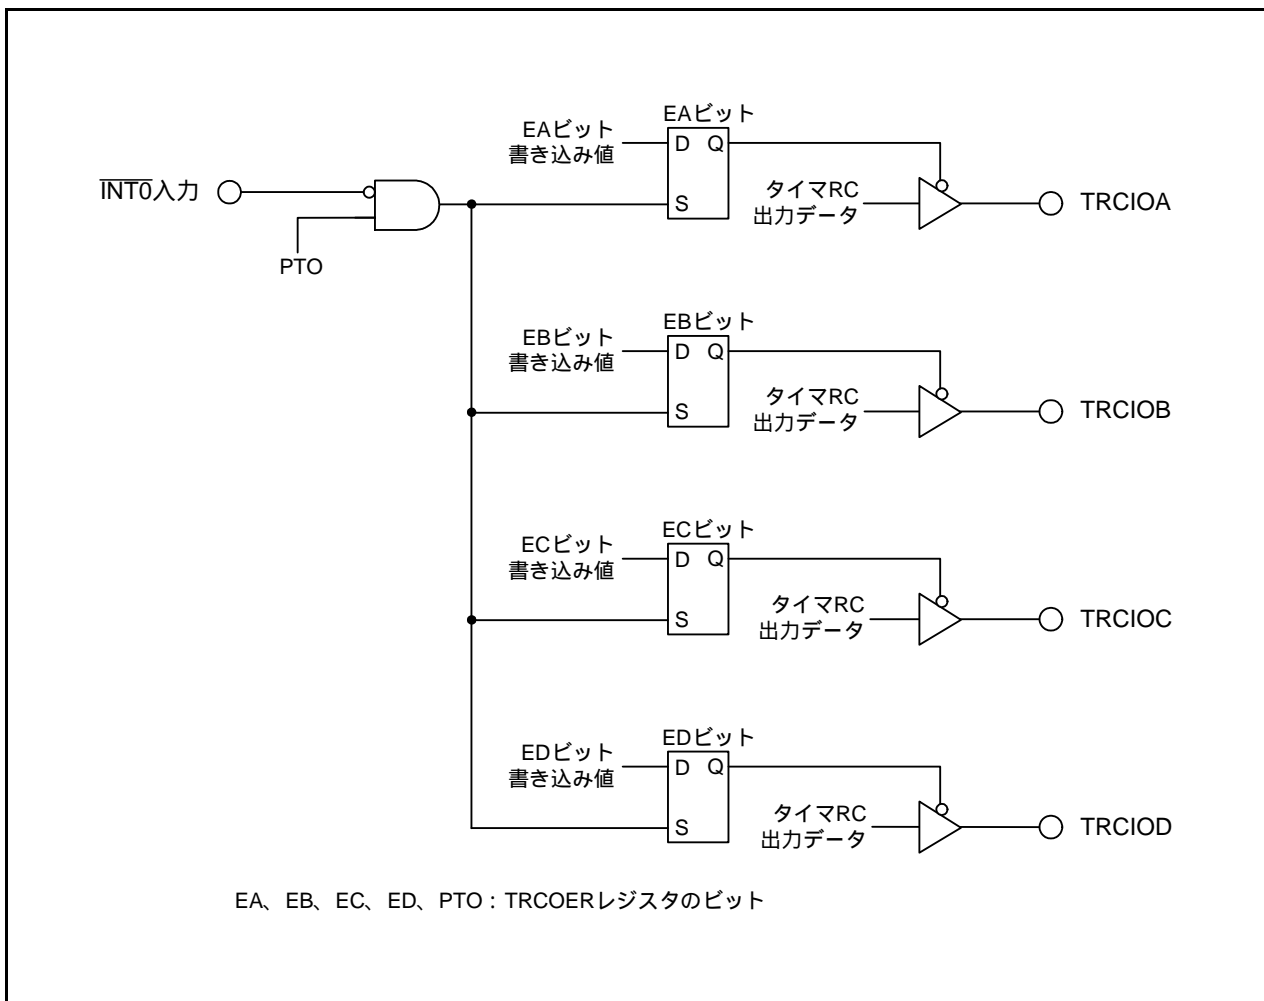 EAビット
EAビット
書き込み値
D Q
S
INT0入力
PTO
タイマRC
出力データ
TRCIOA
EBビット
EBビット
書き込み値
D Q
S
タイマRC
出力データ
TRCIOB
ECビット
ECビット
書き込み値
D Q
S
タイマRC
出力データ
TRCIOC
EDビット
EDビット
書き込み値
D Q
S
タイマRC
出力データ
TRCIOD
EA、EB、EC、ED、PTO：TRCOERレジスタのビット